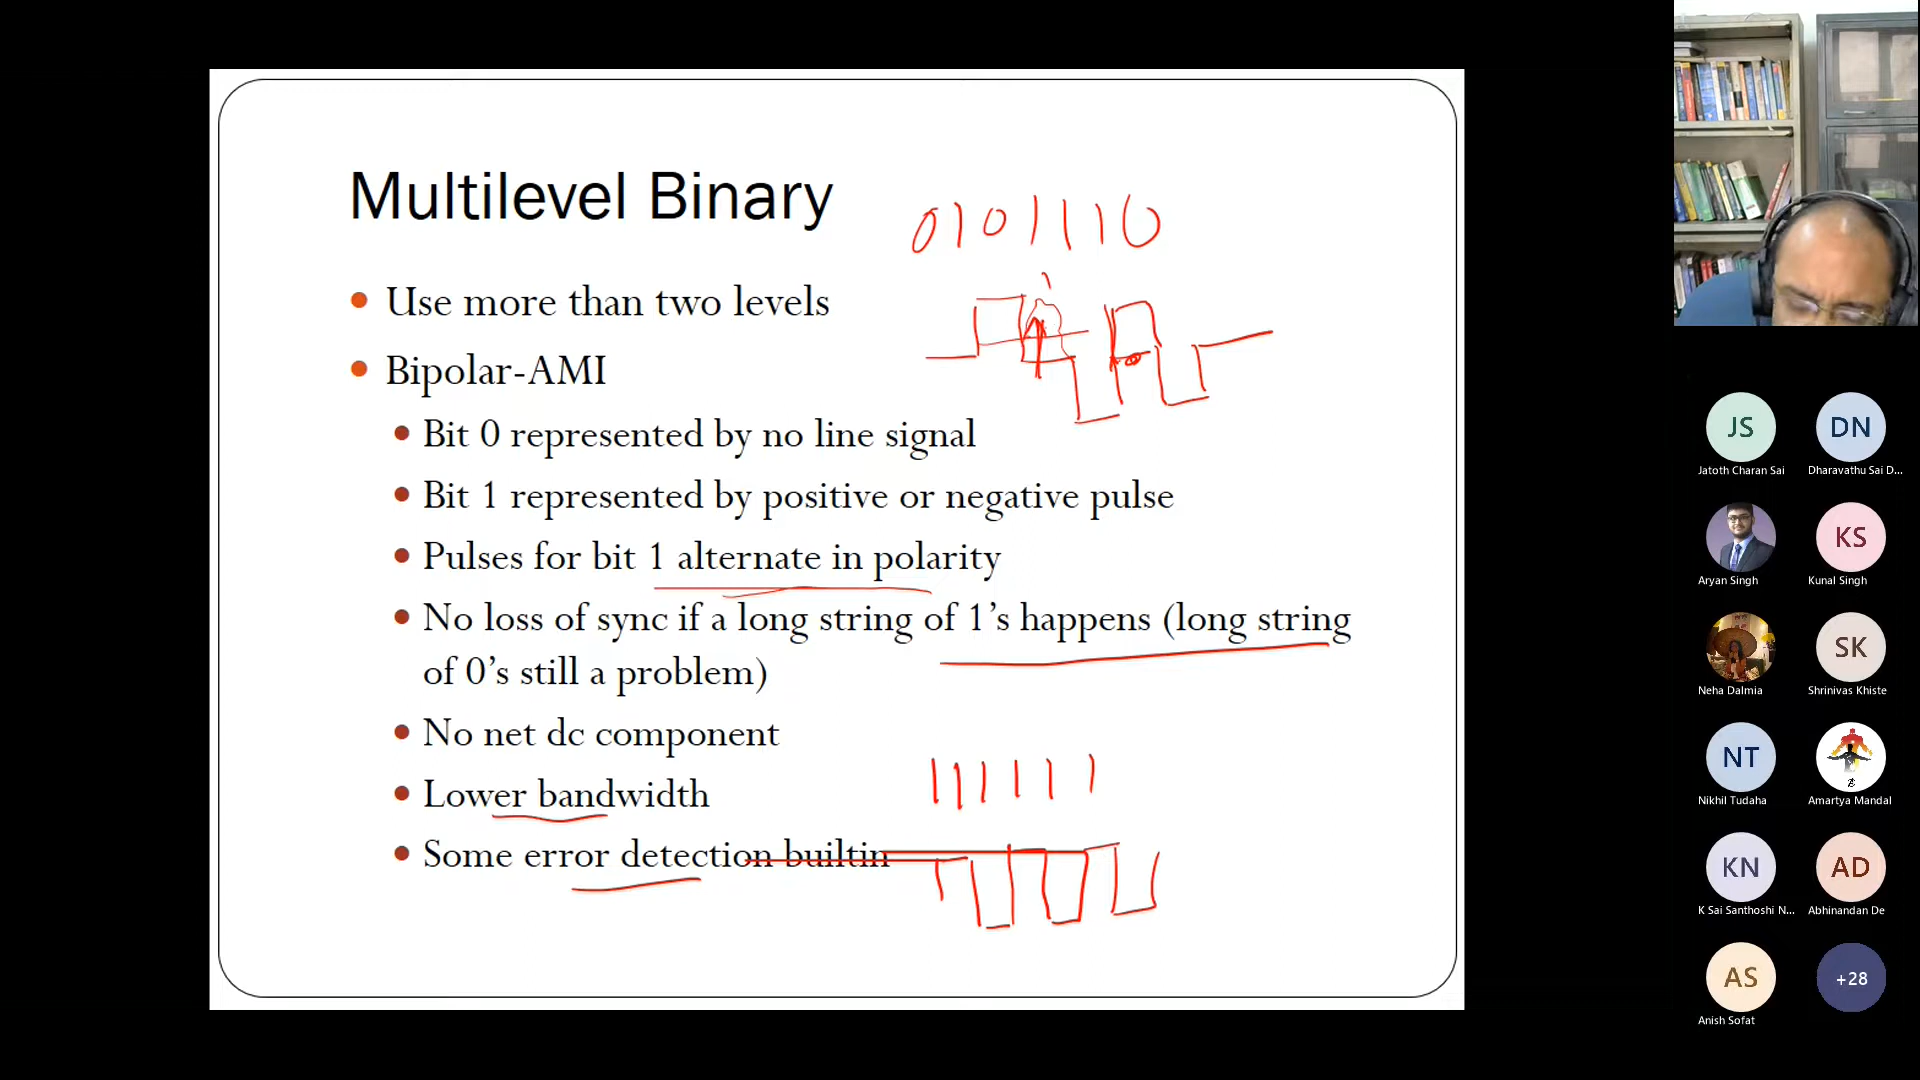 Multilevel Binary
0101110
Use more than two levels
Bipolar-AMI
Bit 0 represented by no line signal
Bit 1 represented by positive or negative pulse
Pulses for bit 1 alternate in polarity
No loss of sync if a long string of 1's happens (long string
of 0's still a problem)
No net dc component
111111
Lower bandwidth
Some error detection builtin
JS
DN
Jatoth Charan Sai
Dharavathu Sai D...
KS
Aryan Singh
Kunal Singh
SK
Neha Dalmia
Shrinivas Khiste
NT
Nikhil Tudaha
Amartya Mandal
KN
AD
K Sai Santhoshi N...
Abhinandan De
AS
+28
Anish Sofat